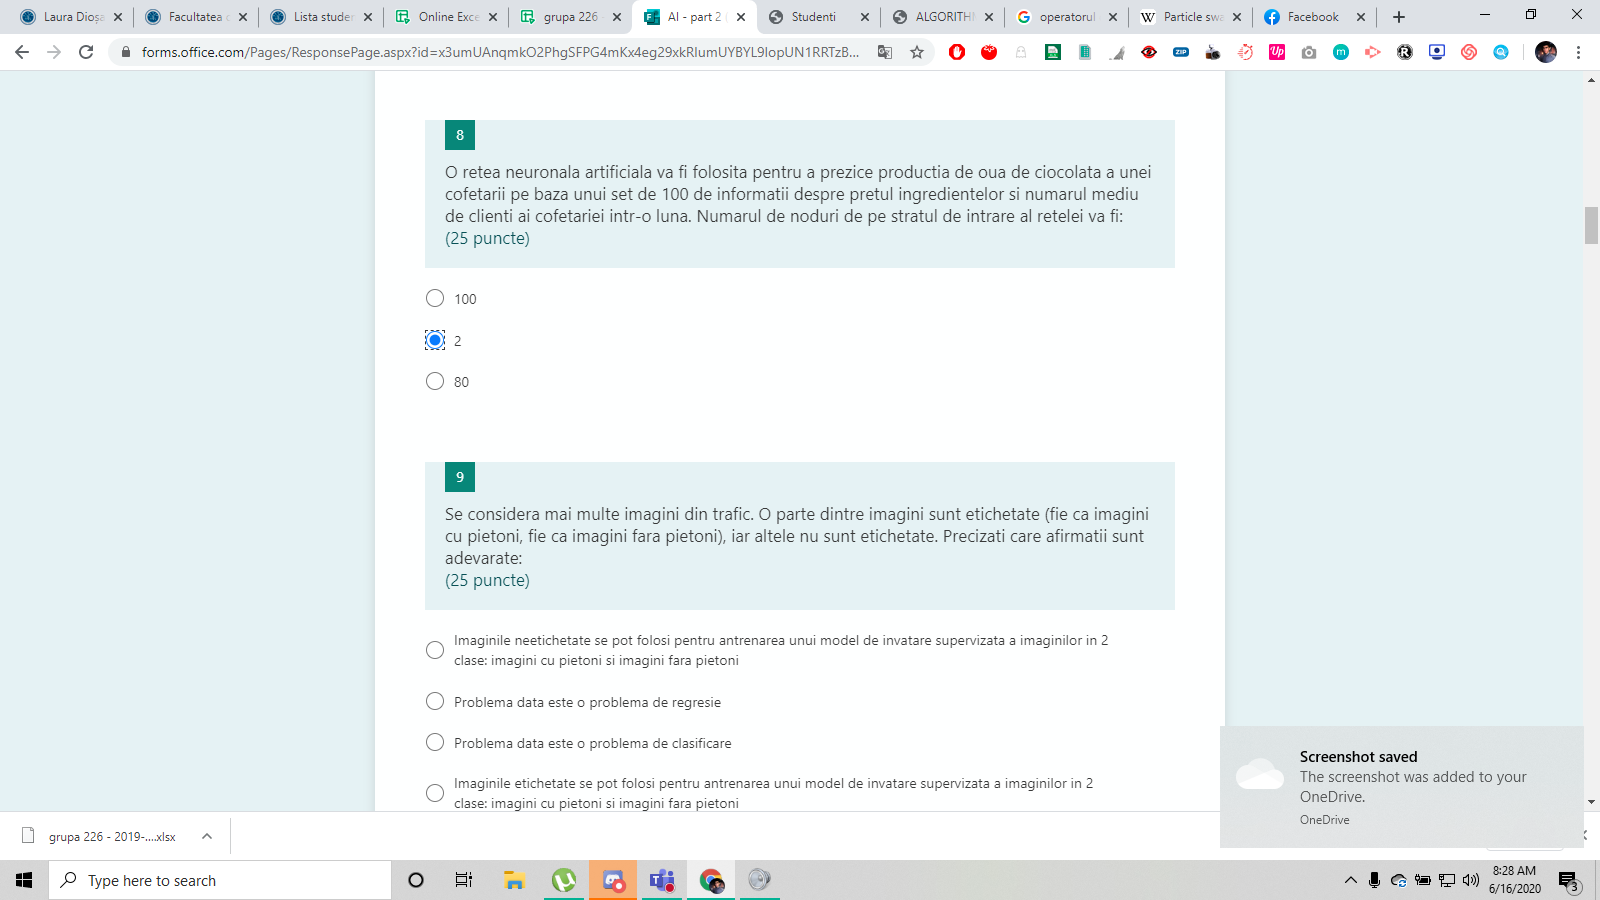 Laura Dioșa
Facultatea d
Lista studen
Online Exce
grupa 226 -
AI - part 2 (
Studenti
ALGORITHM
operatorul
Particle swa
Facebook
forms.office.com/Pages/ResponsePage.aspx?id=x3umUAnqmkO2PhgSFPG4mKx4eg29xkRIumUYBYL9IopUN1RRTzB...
8
O retea neuronala artificiala va fi folosita pentru a prezice productia de oua de ciocolata a unei
cofetarii pe baza unui set de 100 de informatii despre pretul ingredientelor si numarul mediu
de clienti ai cofetariei intr-o luna. Numarul de noduri de pe stratul de intrare al retelei va fi:
(25 puncte)
100
2
80
9
Se considera mai multe imagini din trafic. O parte dintre imagini sunt etichetate (fie ca imagini
cu pietoni, fie ca imagini fara pietoni), iar altele nu sunt etichetate. Precizati care afirmatii sunt
adevarate:
(25 puncte)
Imaginile neetichetate se pot folosi pentru antrenarea unui model de invatare supervizata a imaginilor in 2
clase: imagini cu pietoni si imagini fara pietoni
Problema data este o problema de regresie
Problema data este o problema de clasificare
Imaginile etichetate se pot folosi pentru antrenarea unui model de invatare supervizata a imaginilor in 2
clase: imagini cu pietoni si imagini fara pietoni
Screenshot saved
The screenshot was added to your
OneDrive.
OneDrive
grupa 226 - 2019-....xlsx
Type here to search
8:28 AM
6/16/2020
3